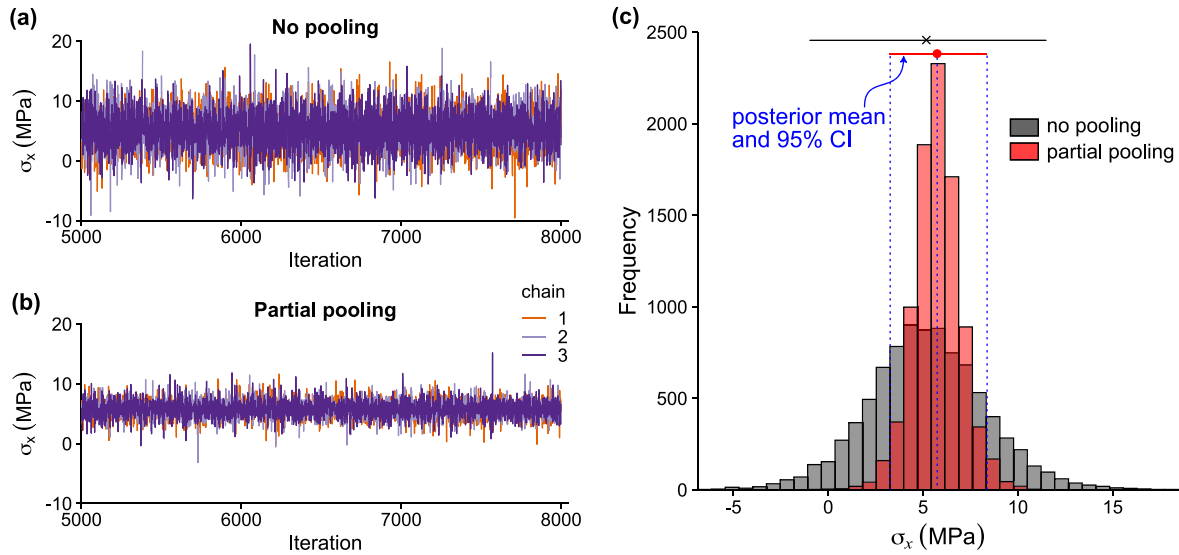 (a)
No pooling
20
10
0
-10
σx (MPa)
5000
6000
7000
8000
Iteration
(b)
Partial pooling
chain
1
2
3
20
10
0
-10
σx (MPa)
5000
6000
7000
8000
Iteration
(c)
2500
2000
1500
1000
500
0
Frequency
posterior mean
and 95% CI
no pooling
partial pooling
-5
0
5
10
15
σx (MPa)